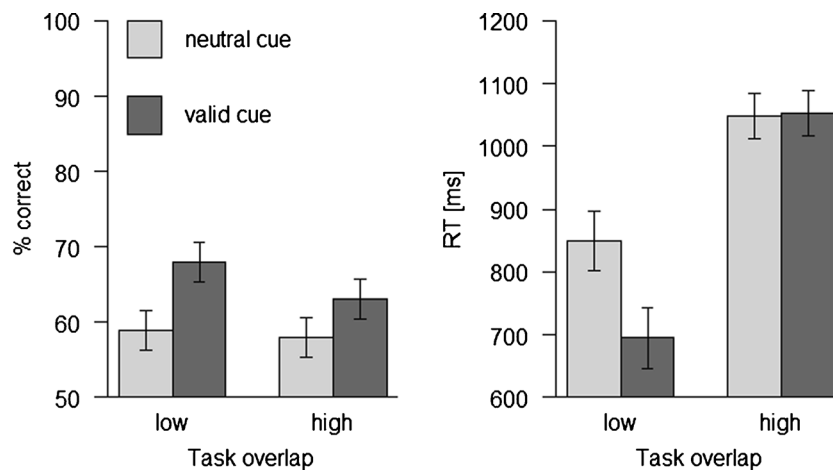 100
90
80
70
60
50
% correct
neutral cue
valid cue
low
high
Task overlap
1200
1100
1000
900
800
700
600
RT [ms]
low
high
Task overlap